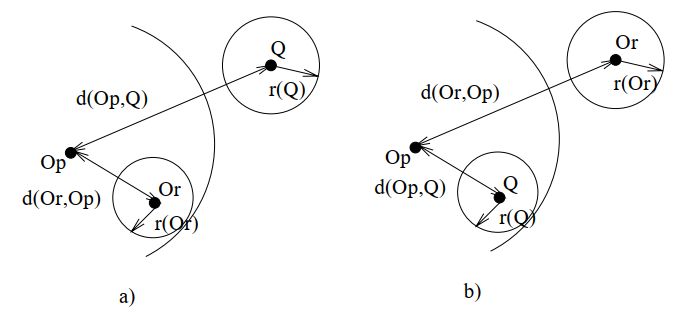 Q
r(Q)
d(Op,Q)
Op
Or
d(Or,Op)
r(Or)
a)
Or
r(Or)
d(Or,Op)
Op
Q
d(Op,Q)
r(Q)
b)